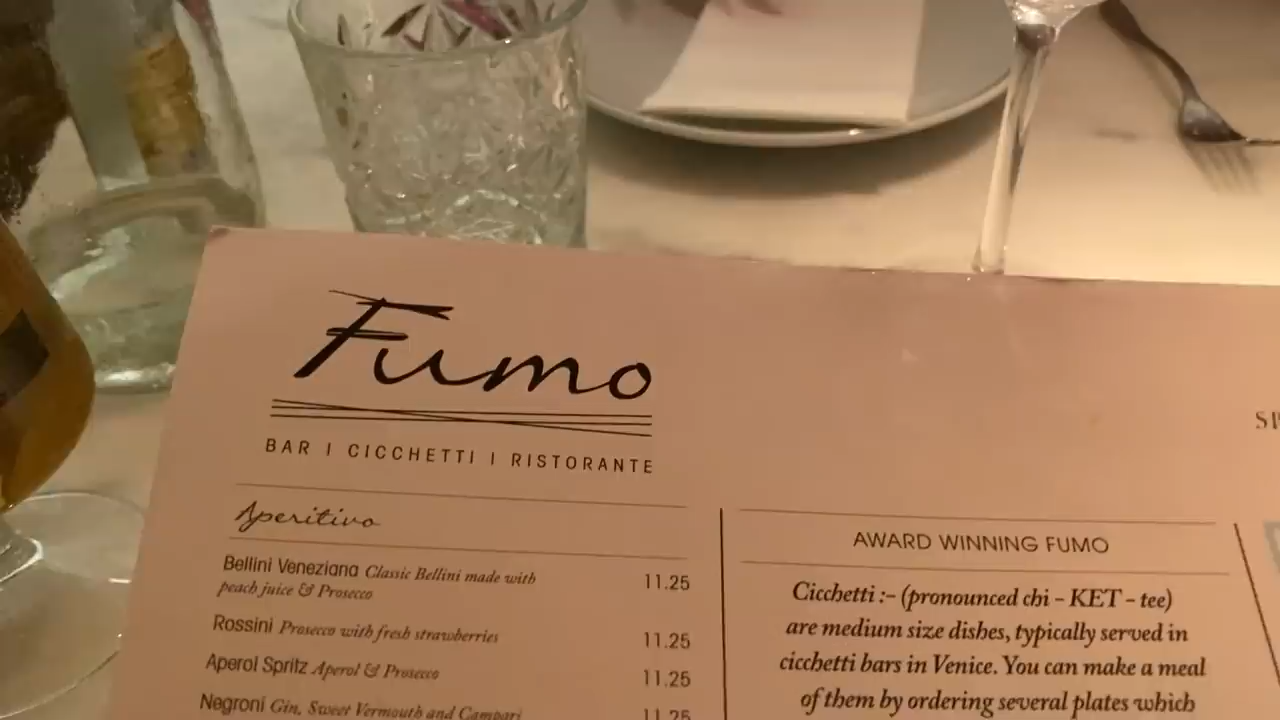 Fumo
BAR | CICCHETTI | RISTORANTE
Aperitivo
Bellini Veneziana Classic Bellini made with 11.25
peach juice & Prosecco
Rossini Prosecco with fresh strawberries 11.25
Aperol Spritz Aperol & Prosecco 11.25
Negroni Gin, Sweet Vermouth and Campari 11.25
AWARD WINNING FUMO
Cicchetti :- (pronounced chi - KET - tee)
are medium size dishes, typically served in
cicchetti bars in Venice. You can make a meal
of them by ordering several plates which